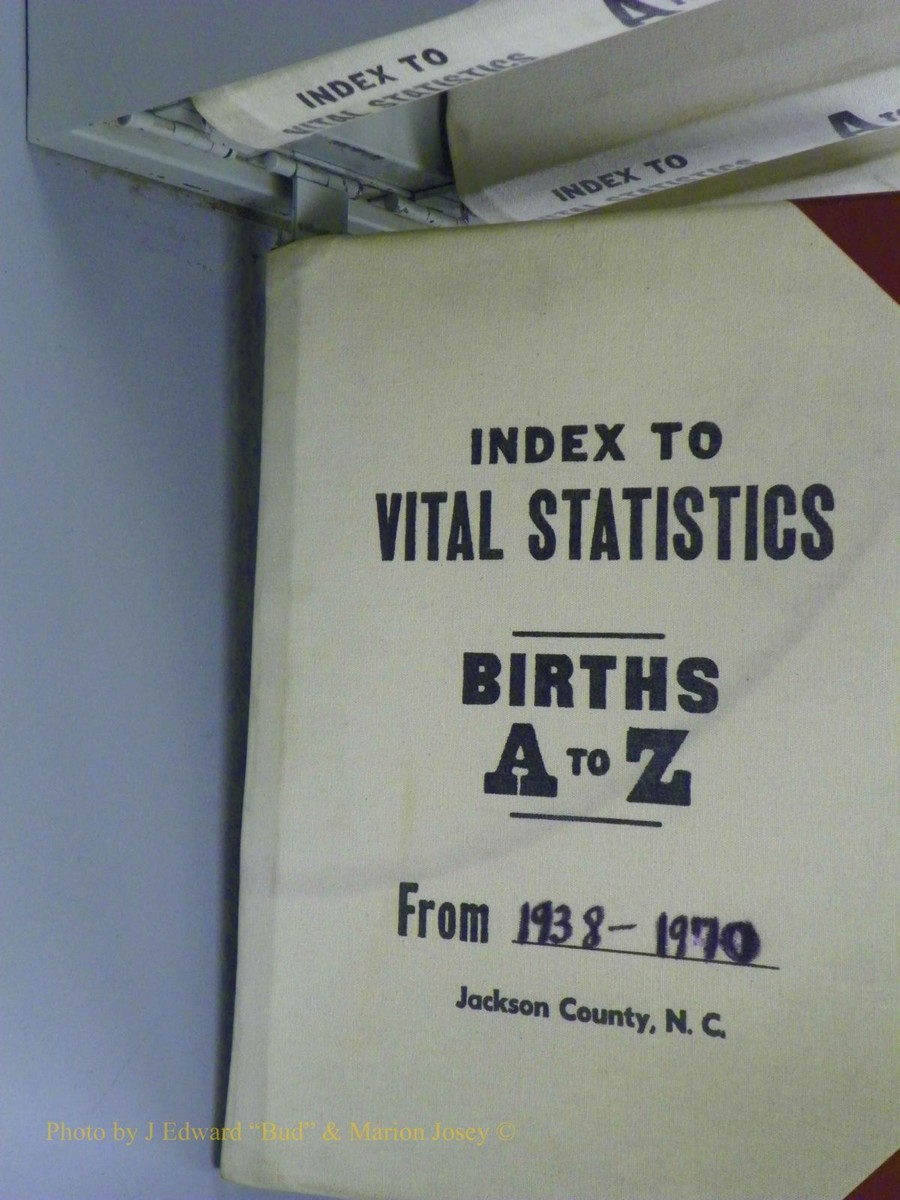 INDEX TO
VITAL STATISTICS
A
INDEX TO
VITAL STATISTICS
A TO
INDEX TO
VITAL STATISTICS
BIRTHS
A TO Z
From 1938 - 1970
Jackson County, N. C.
Photo by J Edward “Bud” & Marion Josey ©